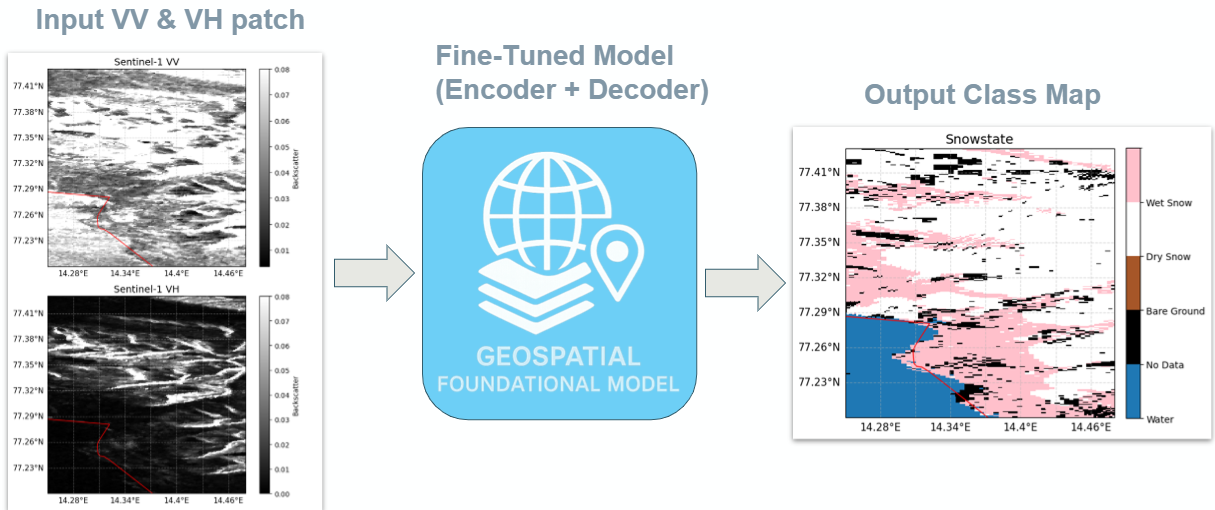 Input VV & VH patch
Sentinel-1 VV
77.41°N
77.38°N
77.35°N
77.32°N
77.29°N
77.26°N
77.23°N
14.28°E 14.34°E 14.4°E 14.46°E
0.08
0.07
0.06
0.05
0.04
0.03
0.02
0.01
Backscatter
Sentinel-1 VH
77.41°N
77.38°N
77.35°N
77.32°N
77.29°N
77.26°N
77.23°N
14.28°E 14.34°E 14.4°E 14.46°E
0.08
0.07
0.06
0.05
0.04
0.03
0.02
0.01
0.00
Backscatter
Fine-Tuned Model
(Encoder + Decoder)
GEOSPATIAL
FOUNDATIONAL MODEL
Output Class Map
Snowstate
77.41°N
77.38°N
77.35°N
77.32°N
77.29°N
77.26°N
77.23°N
14.28°E 14.34°E 14.4°E 14.46°E
Wet Snow
Dry Snow
Bare Ground
No Data
Water